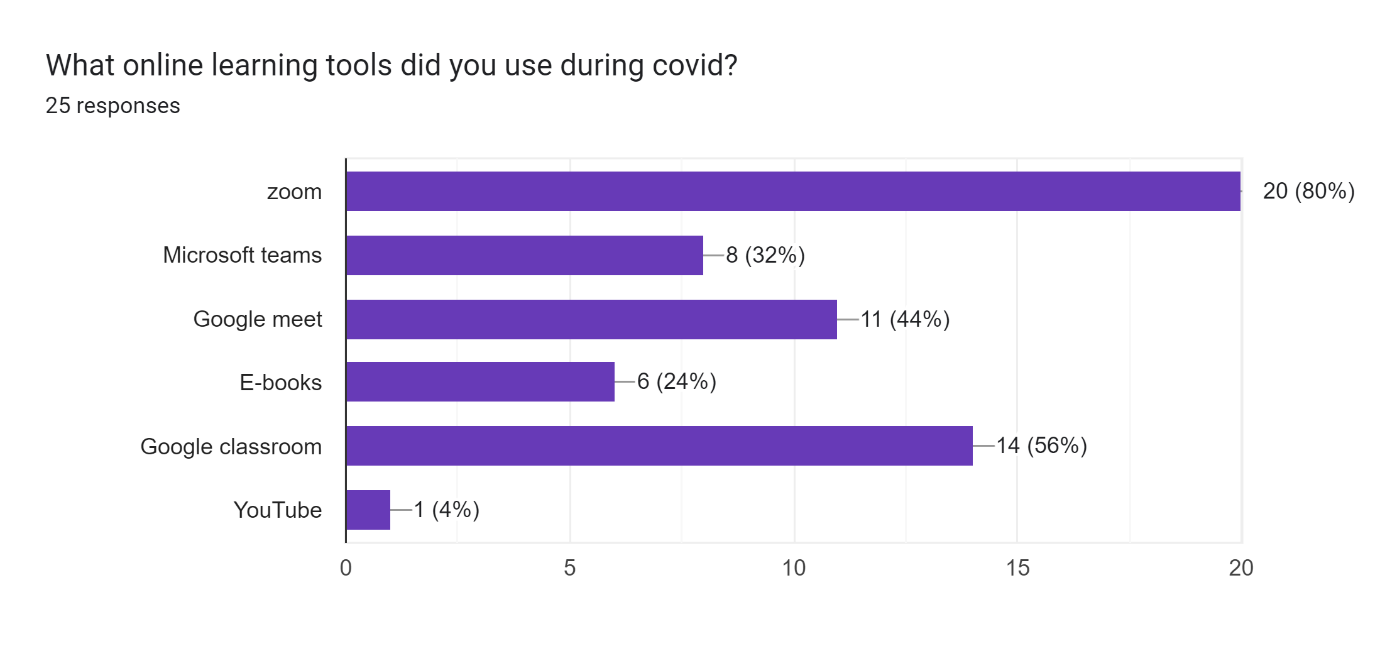 What online learning tools did you use during covid?
25 responses
zoom 20 (80%)
Microsoft teams 8 (32%)
Google meet 11 (44%)
E-books 6 (24%)
Google classroom 14 (56%)
YouTube 1 (4%)
0 5 10 15 20